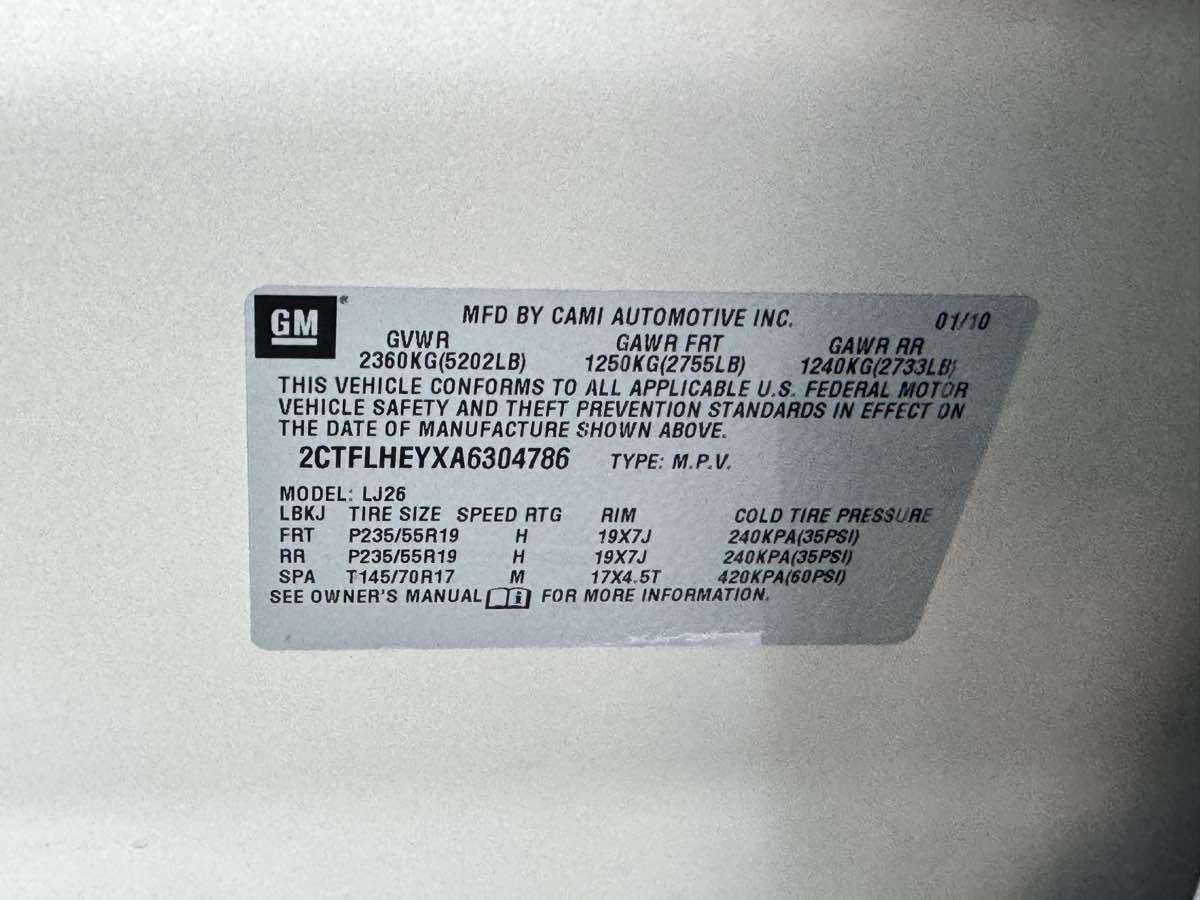 GM® MFD BY CAMI AUTOMOTIVE INC. 01/10
GVWR GAWR FRT GAWR RR
2360KG(5202LB) 1250KG(2755LB) 1240KG(2733LB)
THIS VEHICLE CONFORMS TO ALL APPLICABLE U.S. FEDERAL MOTOR
VEHICLE SAFETY AND THEFT PREVENTION STANDARDS IN EFFECT ON
THE DATE OF MANUFACTURE SHOWN ABOVE.
2CTFLHEYXA6304786 TYPE: M.P.V.
MODEL: LJ26
LBKJ TIRE SIZE SPEED RTG RIM COLD TIRE PRESSURE
FRT P235/55R19 H 19X7J 240KPA(35PSI)
RR P235/55R19 H 19X7J 240KPA(35PSI)
SPA T145/70R17 M 17X4.5T 420KPA(60PSI)
SEE OWNER'S MANUAL i FOR MORE INFORMATION.